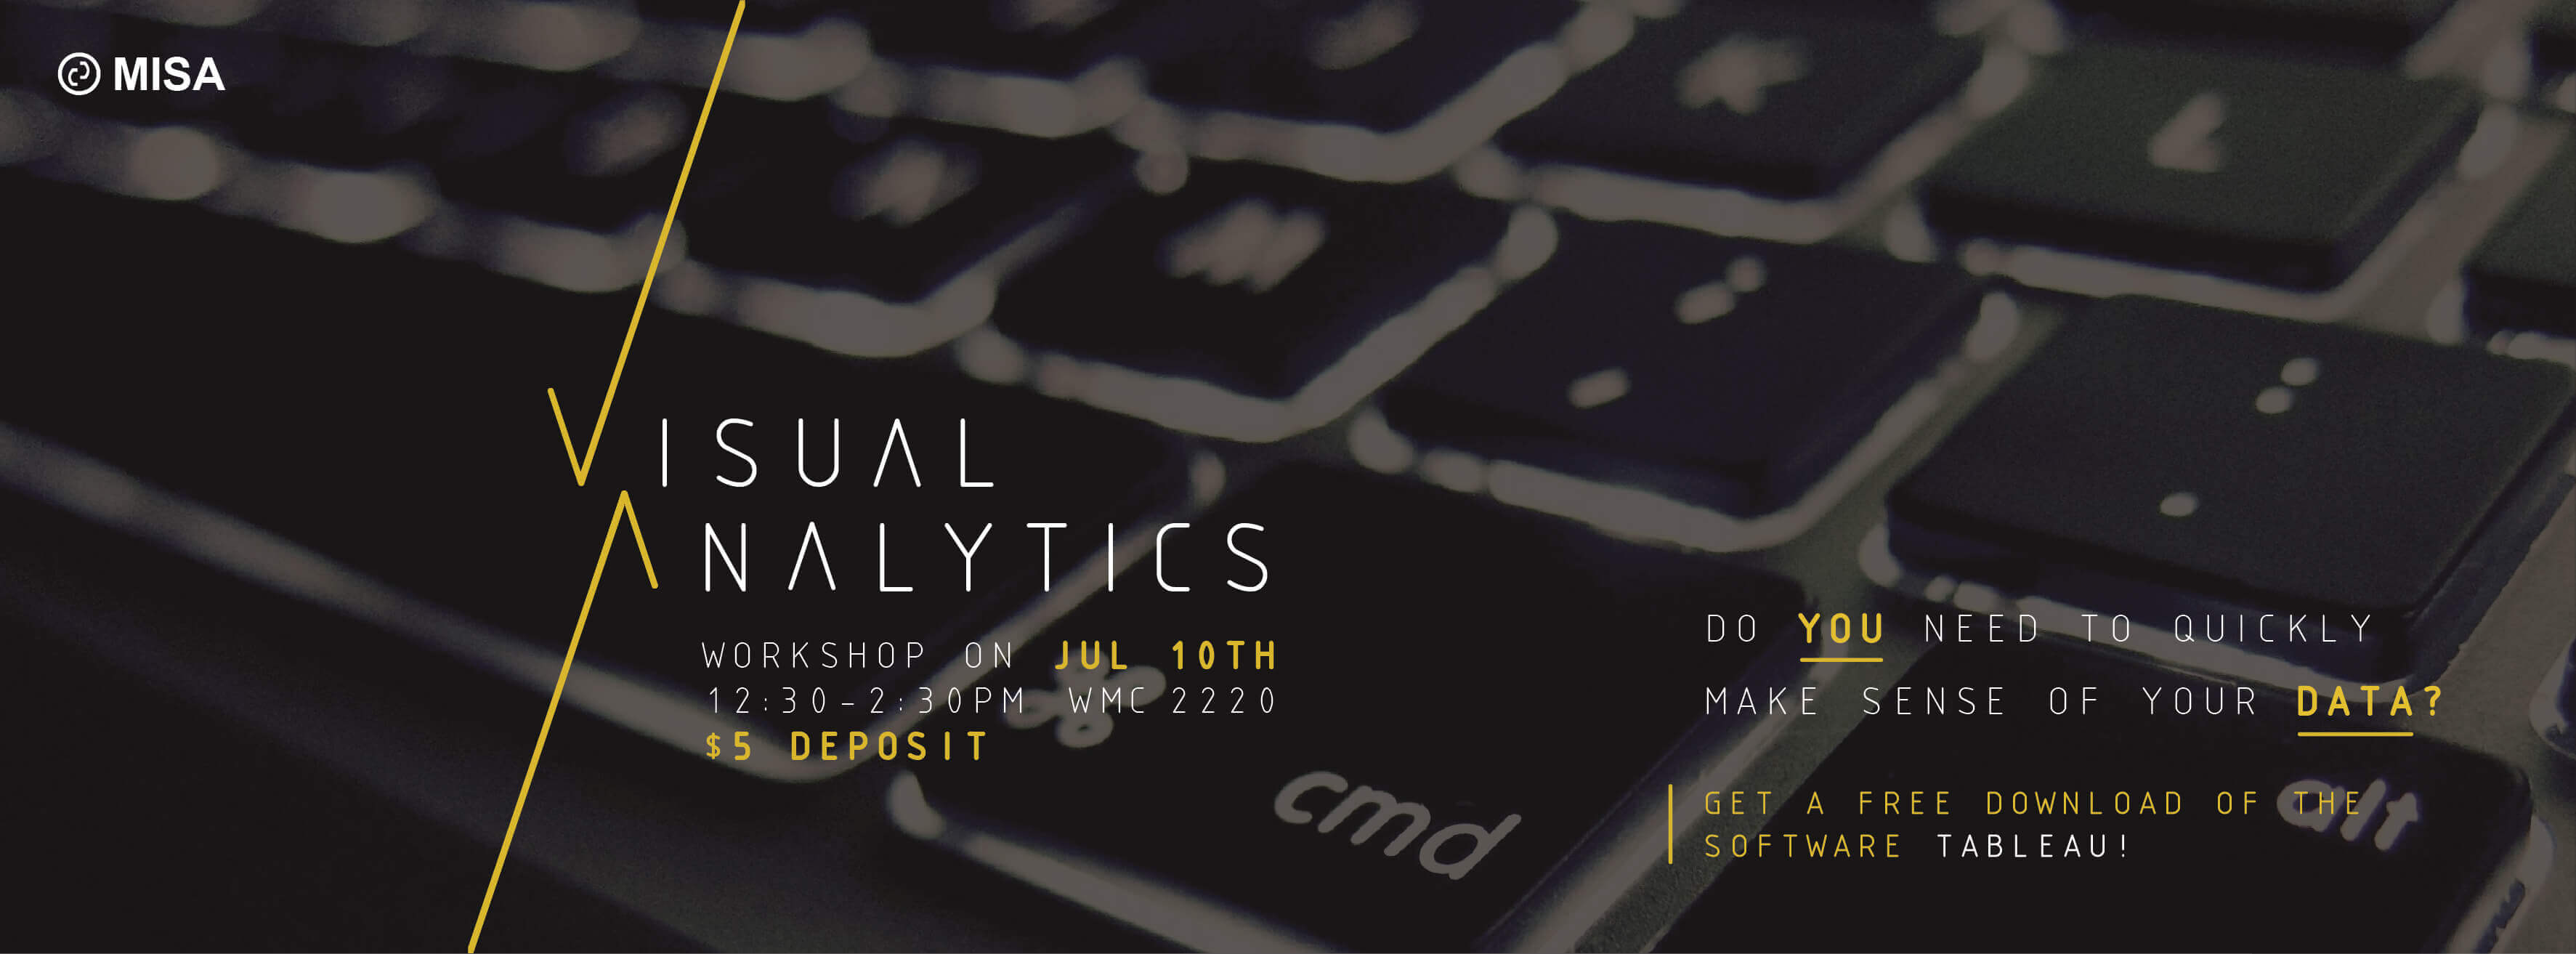 MISA
VISUAL
ANALYTICS
WORKSHOP ON JUL 10TH
12:30-2:30PM WMC 2220
$5 DEPOSIT
DO YOU NEED TO QUICKLY
MAKE SENSE OF YOUR DATA?
GET A FREE DOWNLOAD OF THE
SOFTWARE TABLEAU!
cmd
alt